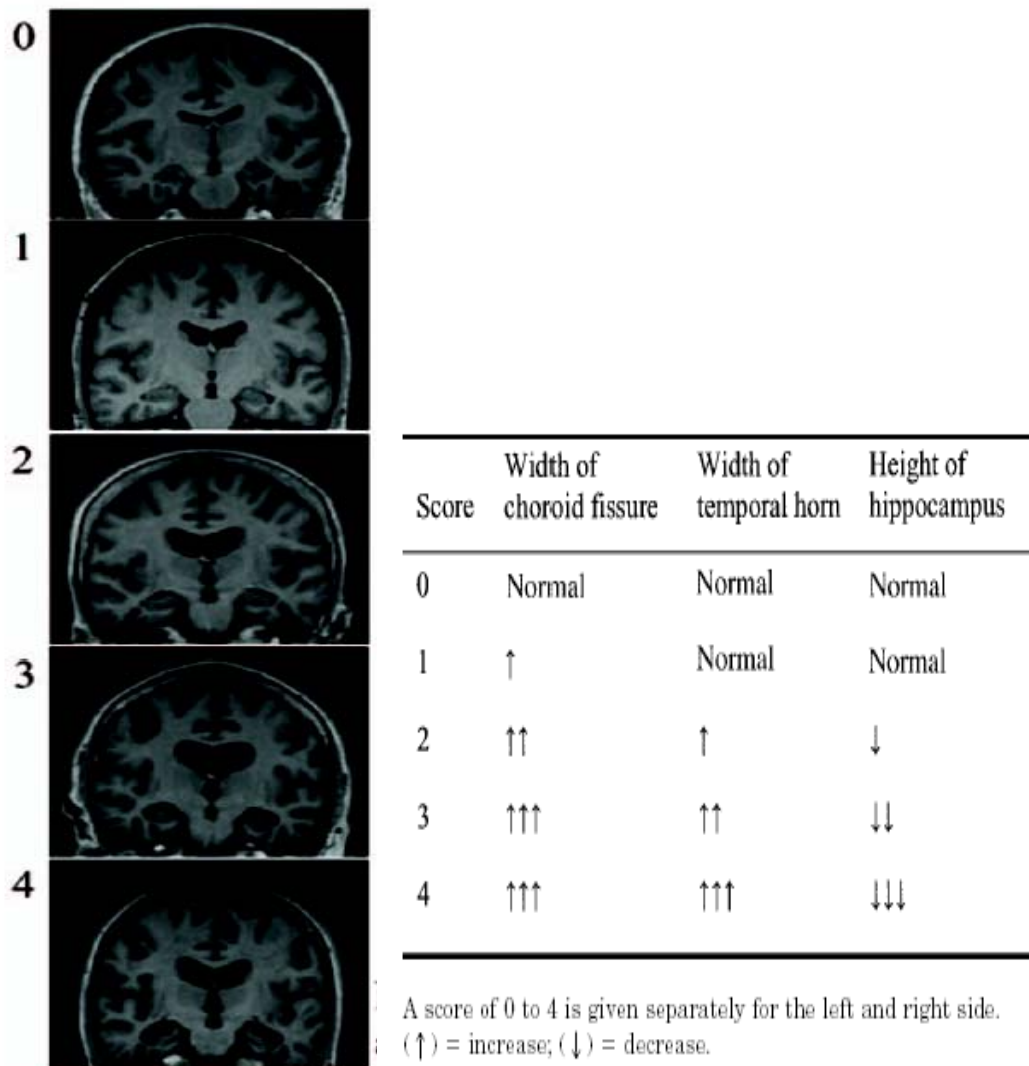 0
1
2
3
4
Width of Width of Height of
Score choroid fissure temporal horn hippocampus
0 Normal Normal Normal
1 ↑ Normal Normal
2 ↑↑ ↑ ↓
3 ↑↑↑ ↑↑ ↓↓
4 ↑↑↑ ↑↑↑ ↓↓↓
A score of 0 to 4 is given separately for the left and right side.
(↑) = increase; (↓) = decrease.